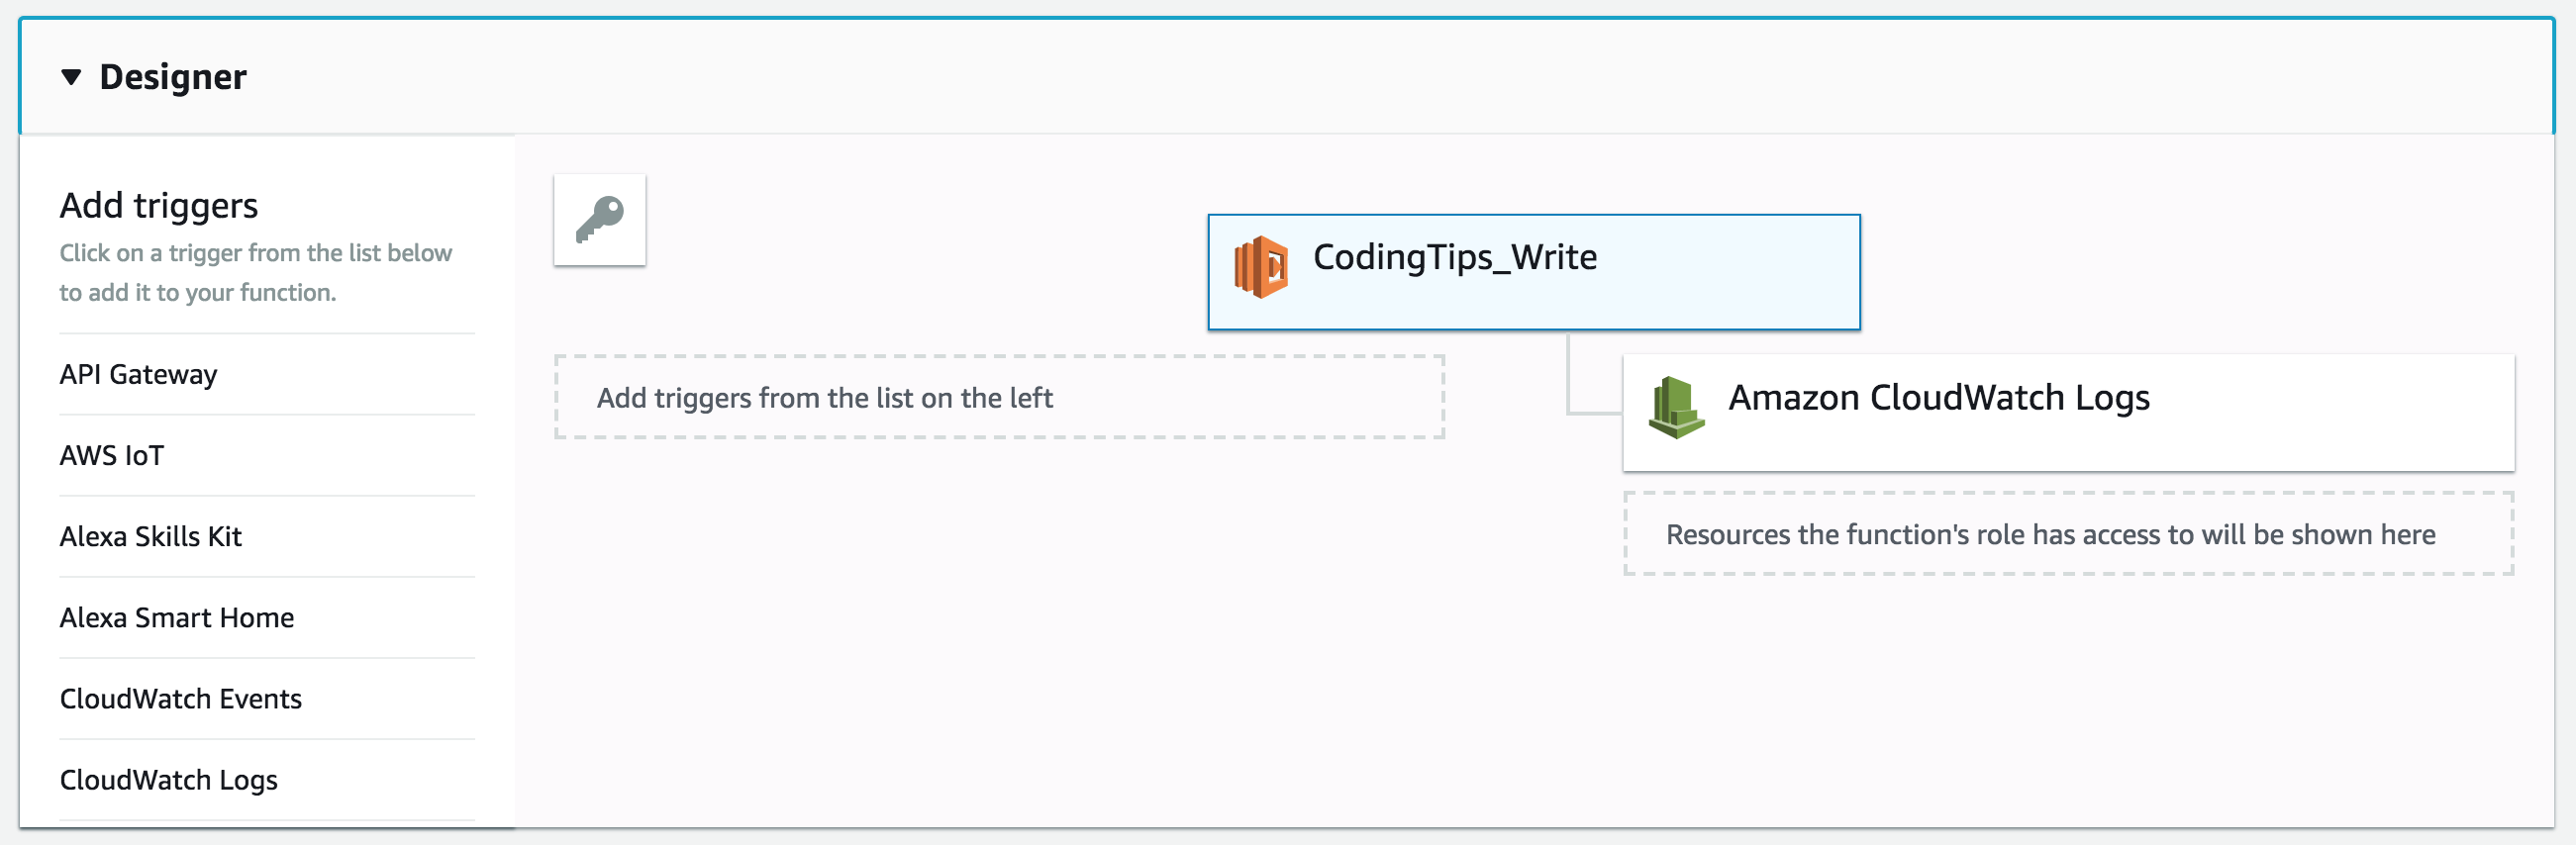 Designer
Add triggers
Click on a trigger from the list below
to add it to your function.
API Gateway
AWS IoT
Alexa Skills Kit
Alexa Smart Home
CloudWatch Events
CloudWatch Logs
CodingTips_Write
Add triggers from the list on the left
Amazon CloudWatch Logs
Resources the function's role has access to will be shown here